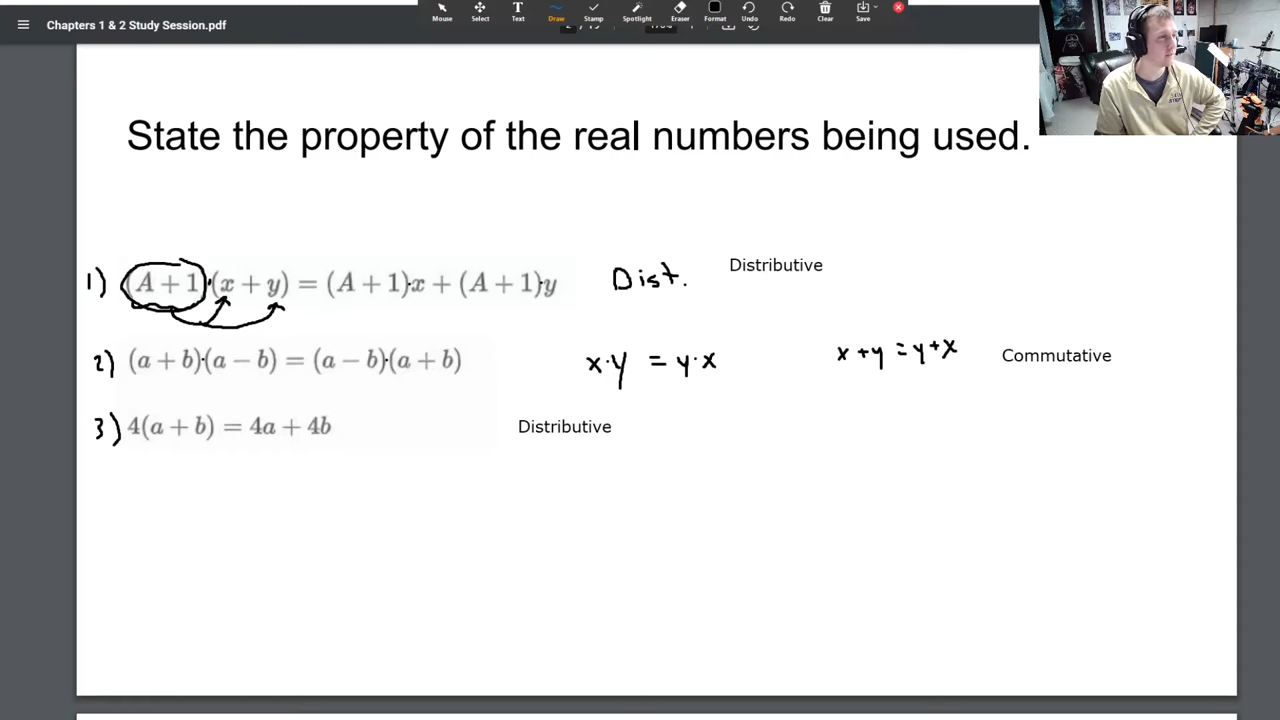 Chapters 1 & 2 Study Session.pdf
Mouse Select Text Draw Stamp Spotlight Eraser Format Undo Redo Clear Save
State the property of the real numbers being used.
1) (A + 1)·(x + y) = (A + 1)·x + (A + 1)·y Dist. Distributive
2) (a + b)·(a − b) = (a − b)·(a + b) x·y = y·x x+y = y+x Commutative
3) 4(a + b) = 4a + 4b Distributive